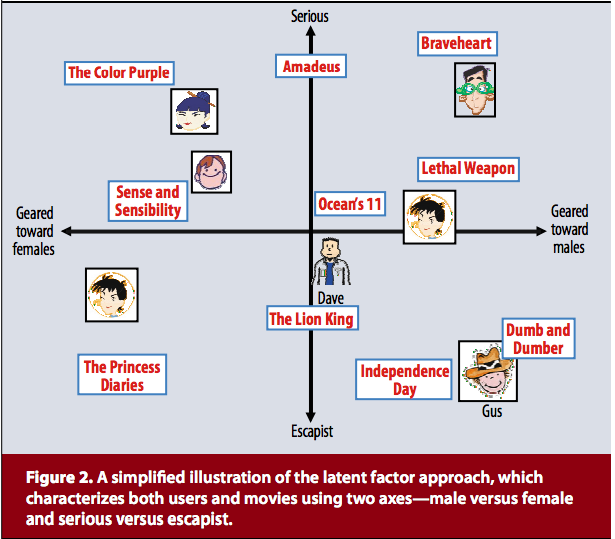 Serious
Braveheart
Amadeus
The Color Purple
Lethal Weapon
Sense and
Sensibility
Ocean's 11
Geared
toward
females
Geared
toward
males
Dave
The Lion King
Dumb and
Dumber
The Princess
Diaries
Independence
Day
Gus
Escapist
Figure 2. A simplified illustration of the latent factor approach, which
characterizes both users and movies using two axes—male versus female
and serious versus escapist.